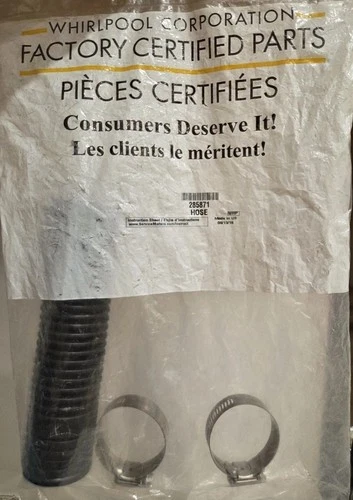 WHIRLPOOL CORPORATION
FACTORY CERTIFIED PARTS
PIÈCES CERTIFIÉES
Consumers Deserve It!
Les clients le méritent!
285871
HOSE